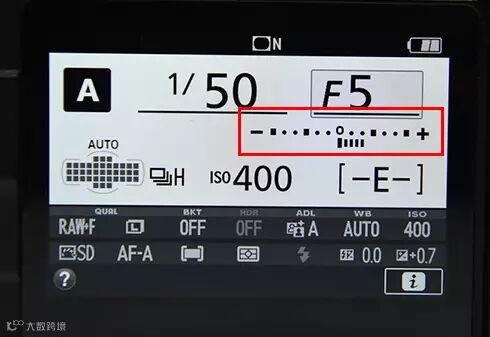 N
A 1/50 F5
AUTO
H ISO 400 [-E-]
QUAL BKT HDR ADL WB ISO
RAW+F L OFF OFF A AUTO 400
SD AF-A 0.0 +0.7
? i
大数跨境